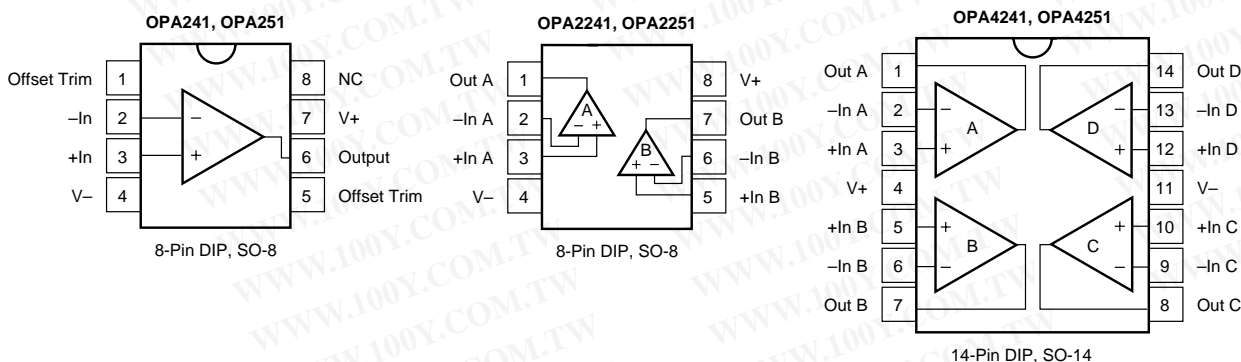 OPA241, OPA251
Offset Trim 1 8 NC
–In 2 – 7 V+
+In 3 + 6 Output
V– 4 5 Offset Trim
8-Pin DIP, SO-8
OPA2241, OPA2251
Out A 1 8 V+
–In A 2 A – + 7 Out B
+In A 3 B + – 6 –In B
V– 4 5 +In B
8-Pin DIP, SO-8
OPA4241, OPA4251
Out A 1 14 Out D
–In A 2 – – 13 –In D
A D
+In A 3 + + 12 +In D
V+ 4 11 V–
+In B 5 + + 10 +In C
B C
–In B 6 – – 9 –In C
Out B 7 8 Out C
14-Pin DIP, SO-14
WWW.100Y.COM.TW